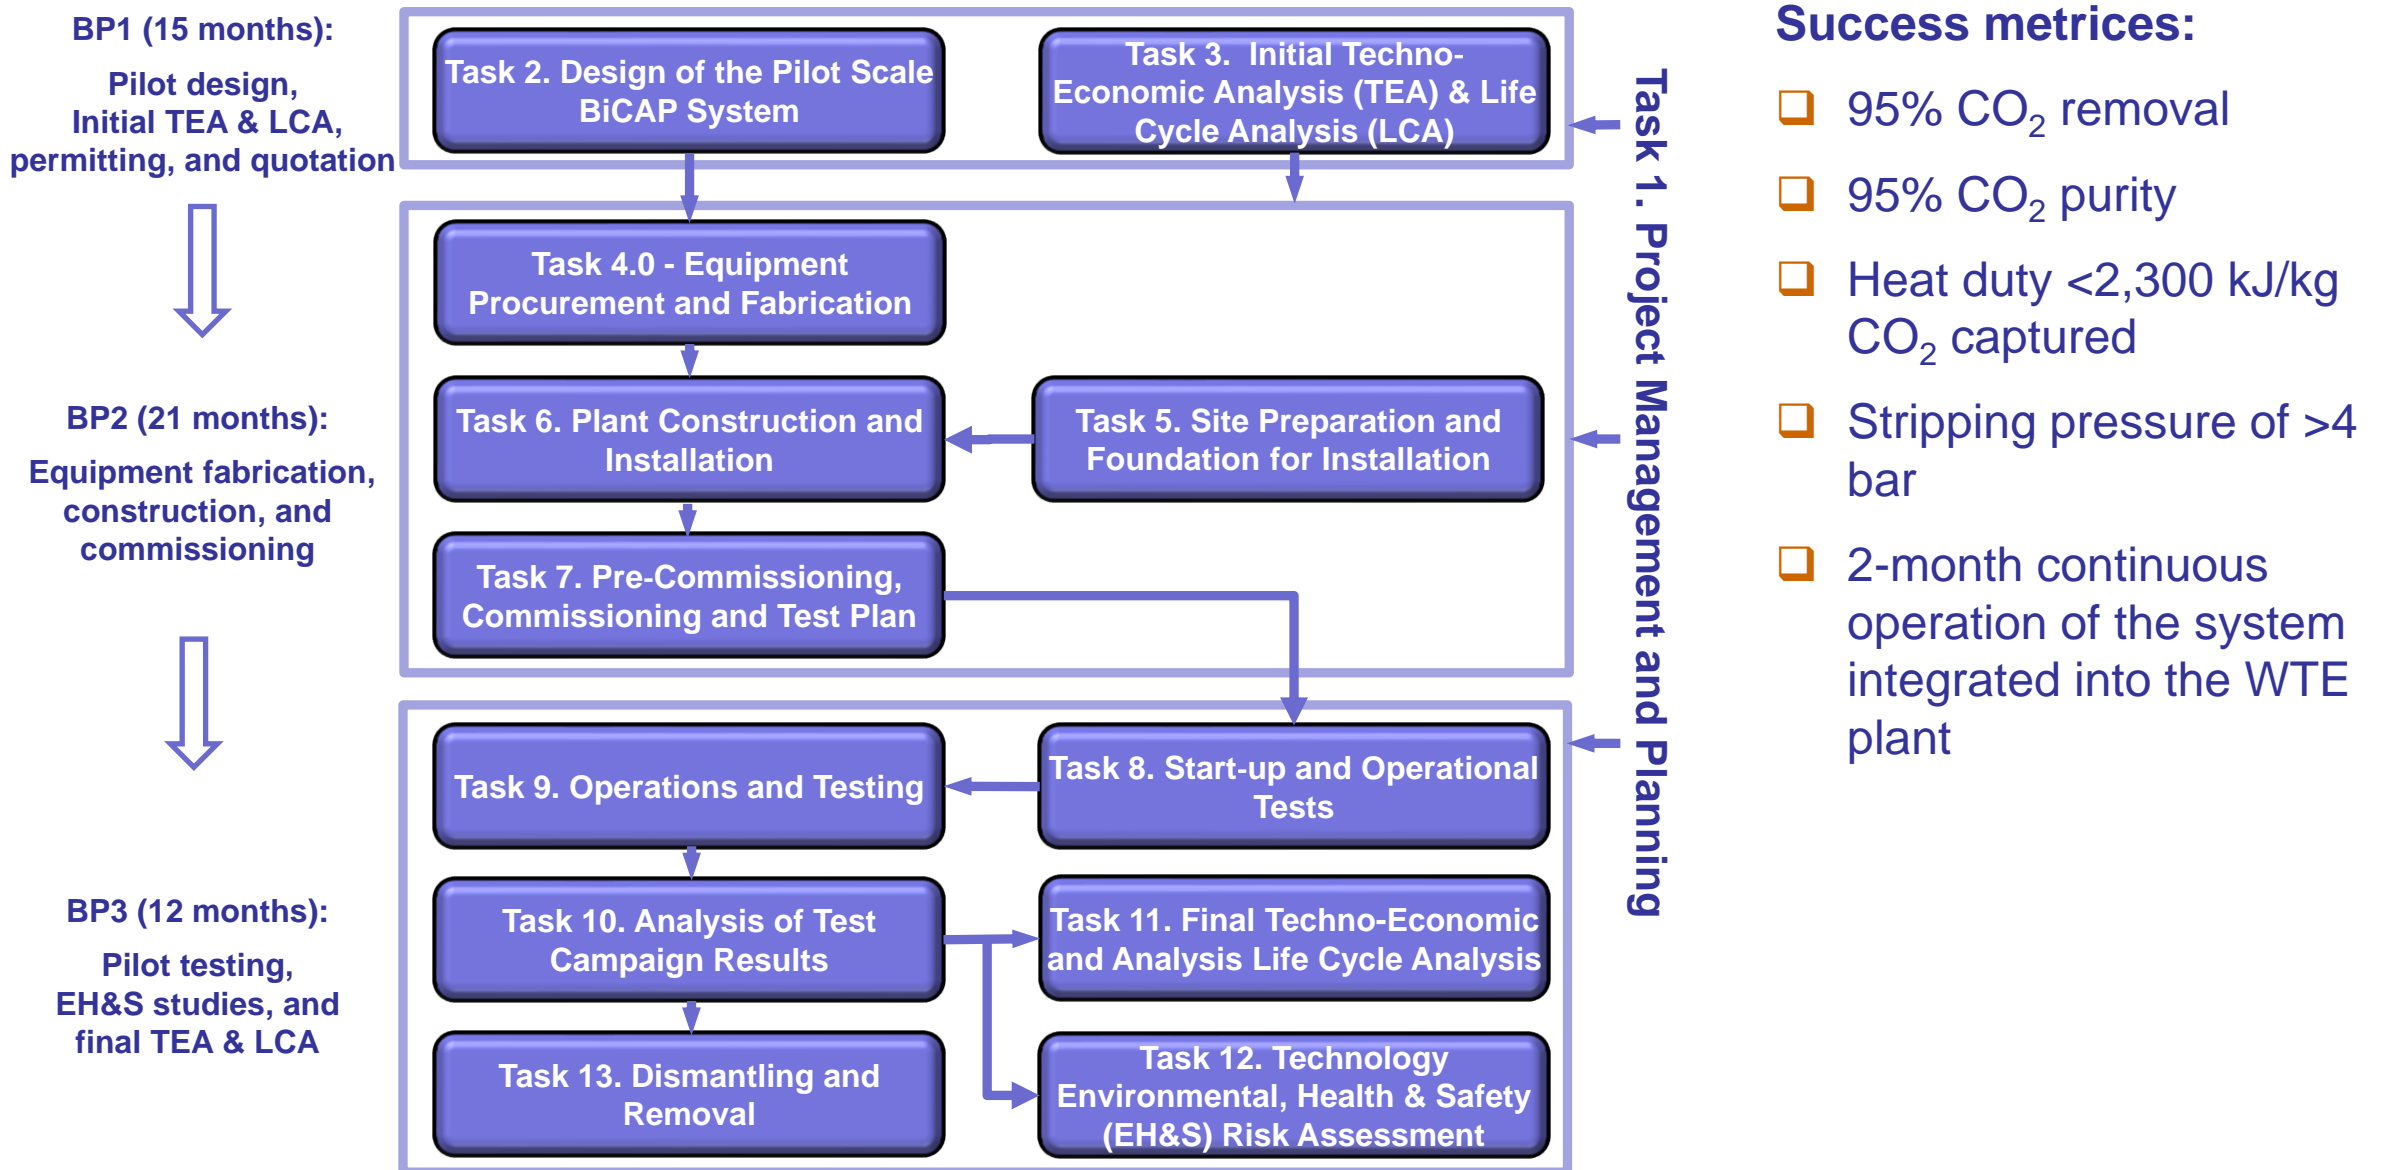 BP1 (15 months):
Pilot design,
Initial TEA & LCA,
permitting, and quotation
BP2 (21 months):
Equipment fabrication,
construction, and
commissioning
BP3 (12 months):
Pilot testing,
EH&S studies, and
final TEA & LCA
Task 2. Design of the Pilot Scale
BiCAP System
Task 3.  Initial Techno-
Economic Analysis (TEA) & Life
Cycle Analysis (LCA)
Task 4.0 - Equipment
Procurement and Fabrication
Task 6. Plant Construction and
Installation
Task 5. Site Preparation and
Foundation for Installation
Task 7. Pre-Commissioning,
Commissioning and Test Plan
Task 9. Operations and Testing
Task 8. Start-up and Operational
Tests
Task 10. Analysis of Test
Campaign Results
Task 11. Final Techno-Economic
and Analysis Life Cycle Analysis
Task 13. Dismantling and
Removal
Task 12. Technology
Environmental, Health & Safety
(EH&S) Risk Assessment
Task 1. Project Management and Planning
Success metrices:
95% CO₂ removal
95% CO₂ purity
Heat duty <2,300 kJ/kg
CO₂ captured
Stripping pressure of >4
bar
2-month continuous
operation of the system
integrated into the WTE
plant